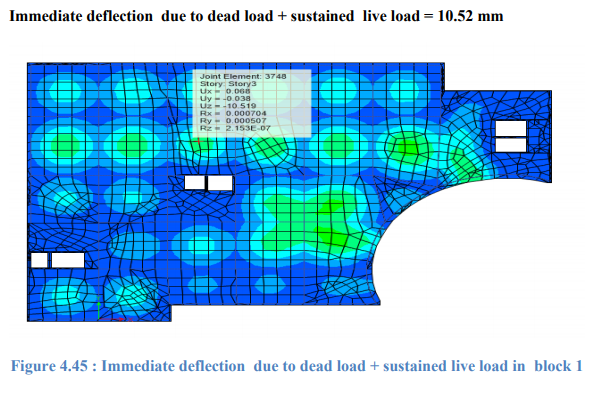 Immediate deflection due to dead load + sustained live load = 10.52 mm
Joint Element: 3748
Story: Story3
Ux = 0.068
Uy = -0.038
Uz = -10.519
Rx = 0.000704
Ry = 0.000507
Rz = 2.153E-07
Figure 4.45 : Immediate deflection due to dead load + sustained live load in block 1